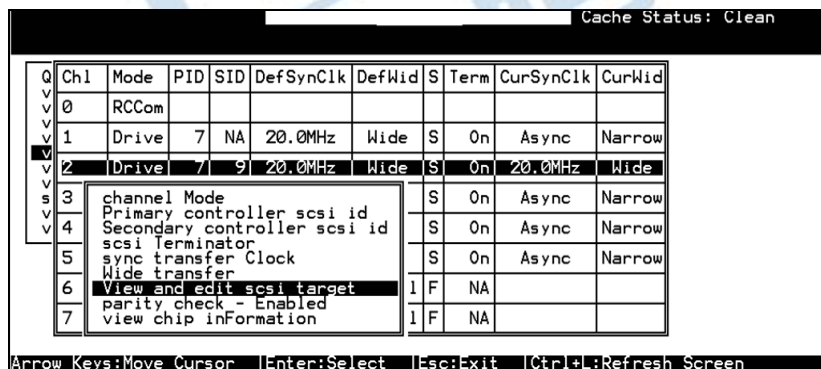 Cache Status: Clean
Q Chl Mode PID SID DefSynClk DefWid S Term CurSynClk CurWid
v
v 0 RCCom
v
v 1 Drive 7 NA 20.0MHz Wide S On Async Narrow
v 2 Drive 7 9 20.0MHz Wide S On 20.0MHz Wide
v
s 3 S On Async Narrow
v 4 S On Async Narrow
5 S On Async Narrow
6 l F NA
7 l F NA
channel Mode
Primary controller scsi id
Secondary controller scsi id
scsi Terminator
sync transfer Clock
Wide transfer
View and edit scsi target
parity check - Enabled
view chip inFormation
Arrow Keys:Move Cursor |Enter:Select |Esc:Exit |Ctrl+L:Refresh Screen